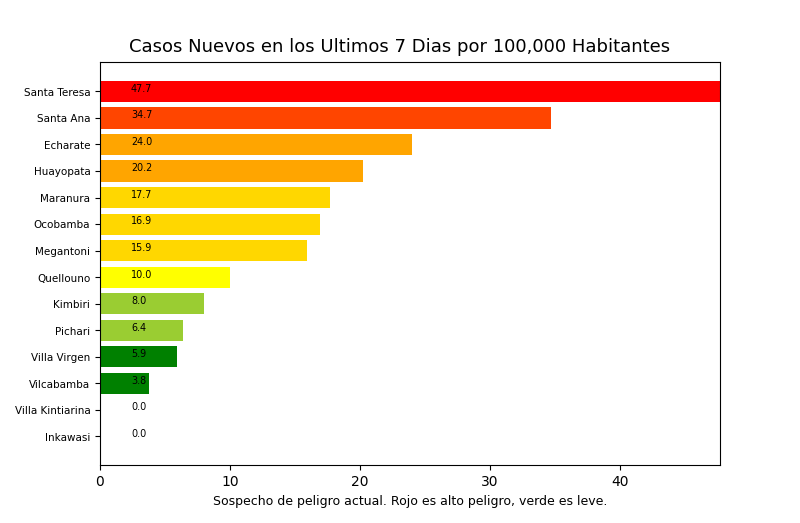 Casos Nuevos en los Ultimos 7 Dias por 100,000 Habitantes
Santa Teresa 47.7
Santa Ana 34.7
Echarate 24.0
Huayopata 20.2
Maranura 17.7
Ocobamba 16.9
Megantoni 15.9
Quellouno 10.0
Kimbiri 8.0
Pichari 6.4
Villa Virgen 5.9
Vilcabamba 3.8
Villa Kintiarina 0.0
Inkawasi 0.0
0 10 20 30 40
Sospecho de peligro actual. Rojo es alto peligro, verde es leve.